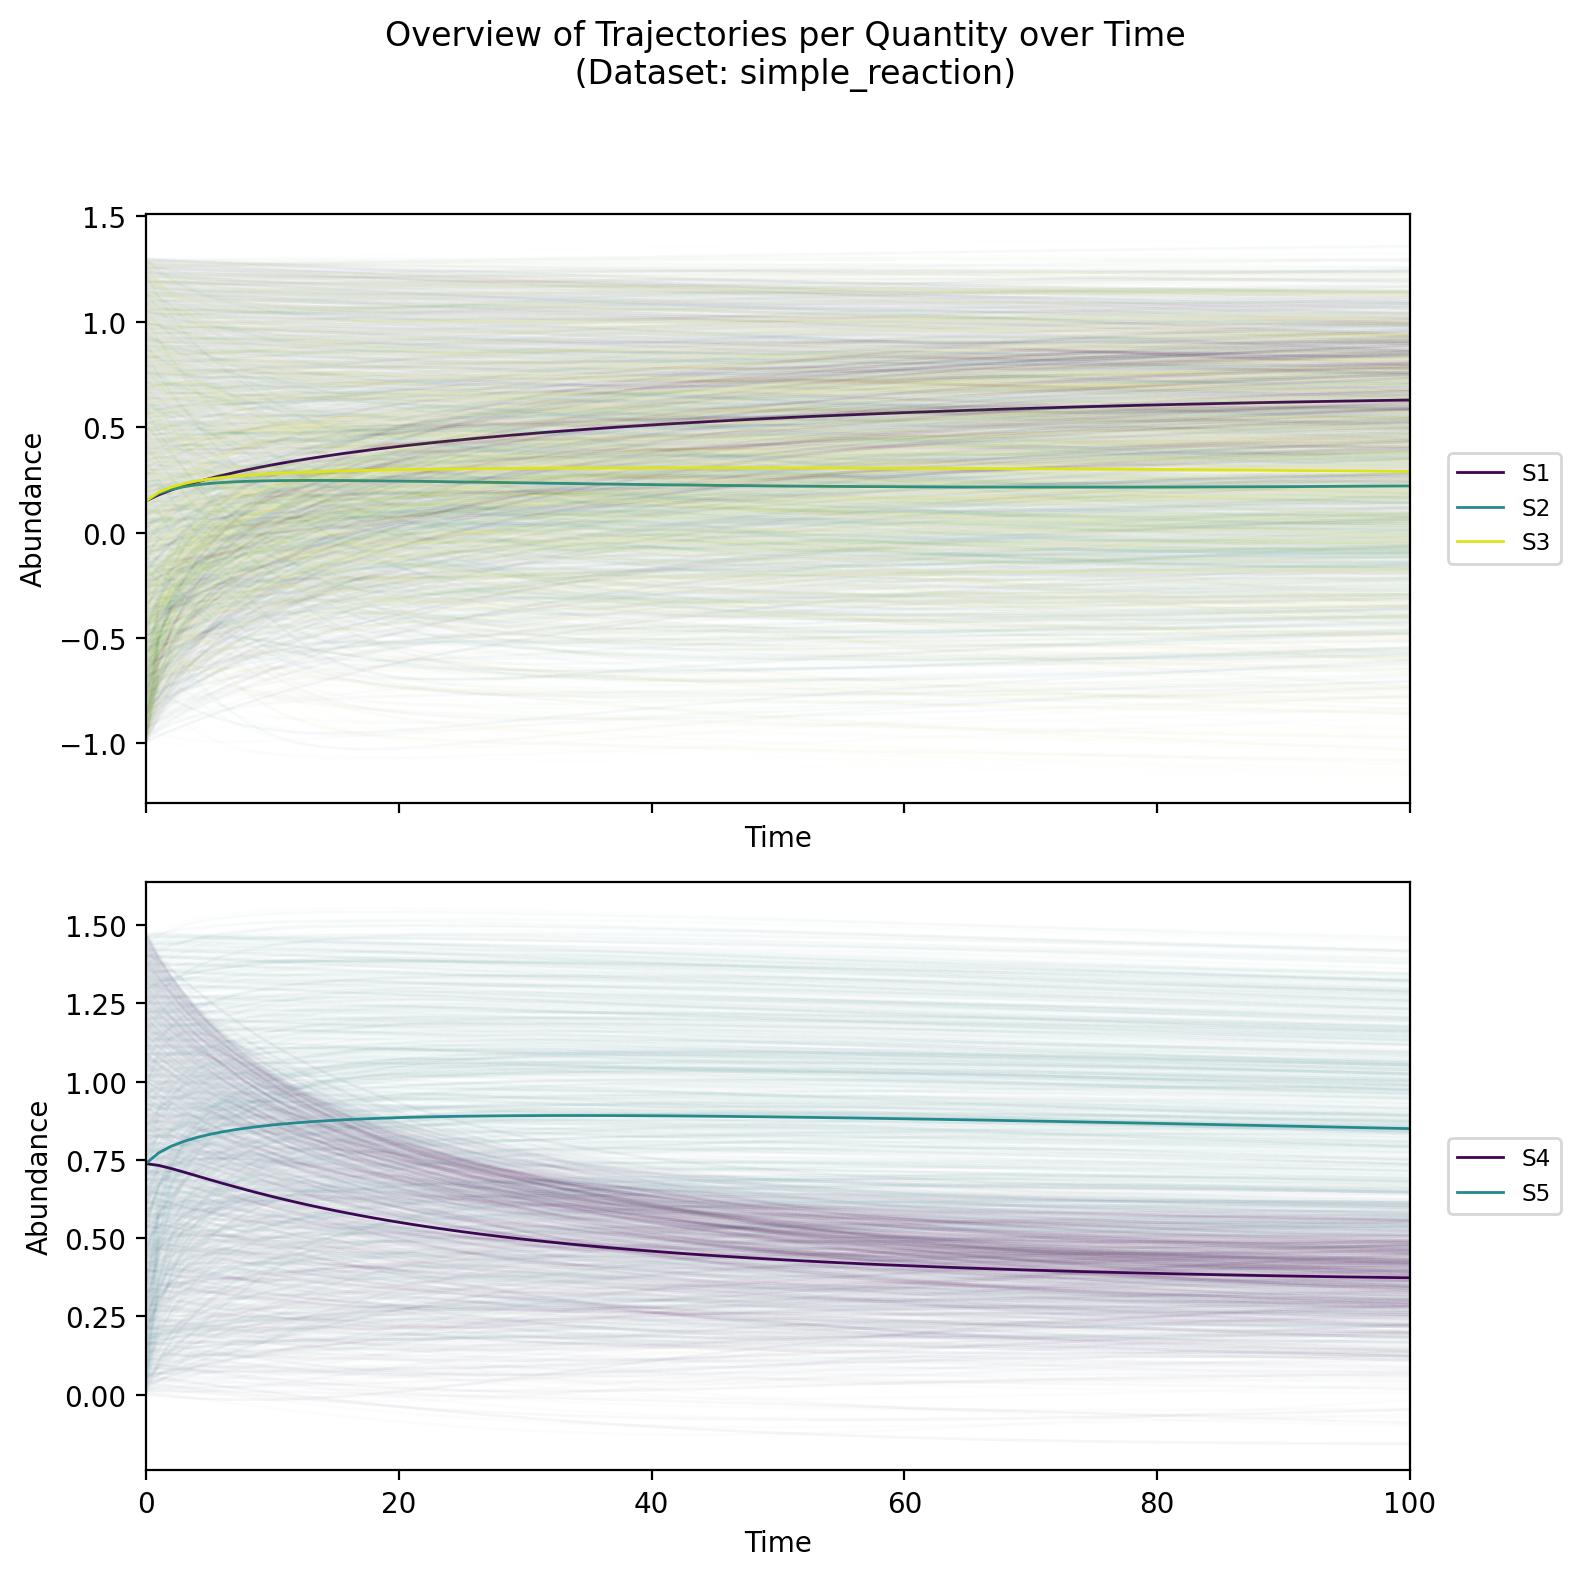 Overview of Trajectories per Quantity over Time
(Dataset: simple_reaction)
1.5
1.0
0.5
0.0
−0.5
−1.0
Abundance
Time
S1
S2
S3
1.50
1.25
1.00
0.75
0.50
0.25
0.00
Abundance
0
20
40
60
80
100
Time
S4
S5